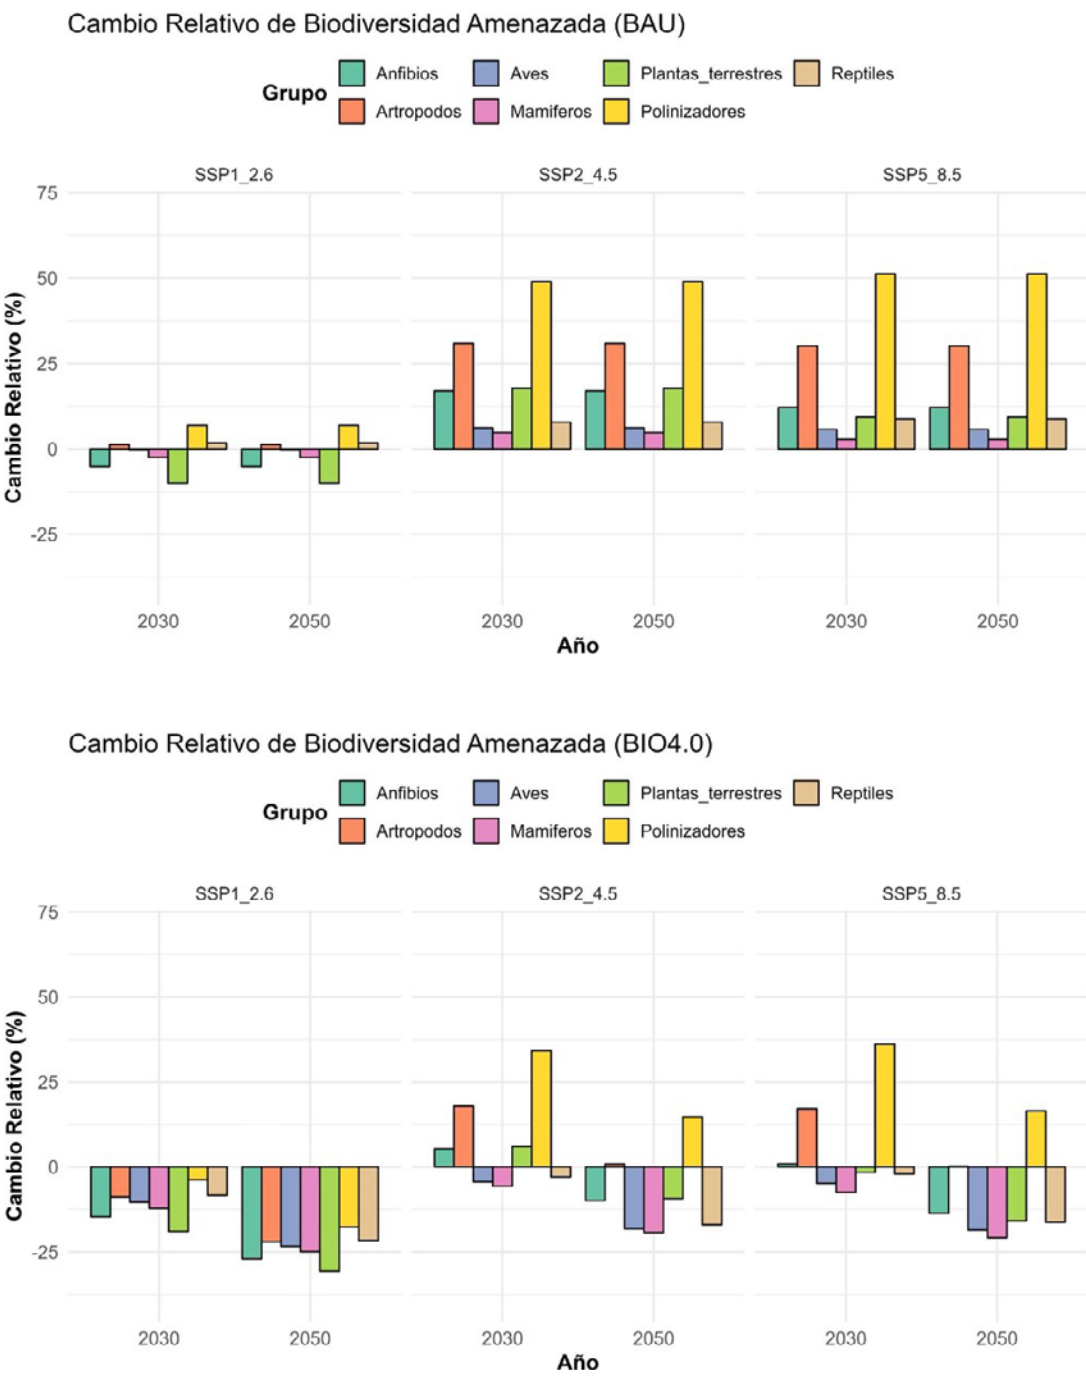 Cambio Relativo de Biodiversidad Amenazada (BAU)
Grupo
Anfibios Aves Plantas_terrestres Reptiles
Artropodos Mamiferos Polinizadores
SSP1_2.6 SSP2_4.5 SSP5_8.5
Cambio Relativo (%)
75
50
25
0
-25
2030 2050 2030 2050 2030 2050
Año
Cambio Relativo de Biodiversidad Amenazada (BIO4.0)
Grupo
Anfibios Aves Plantas_terrestres Reptiles
Artropodos Mamiferos Polinizadores
SSP1_2.6 SSP2_4.5 SSP5_8.5
Cambio Relativo (%)
75
50
25
0
-25
2030 2050 2030 2050 2030 2050
Año